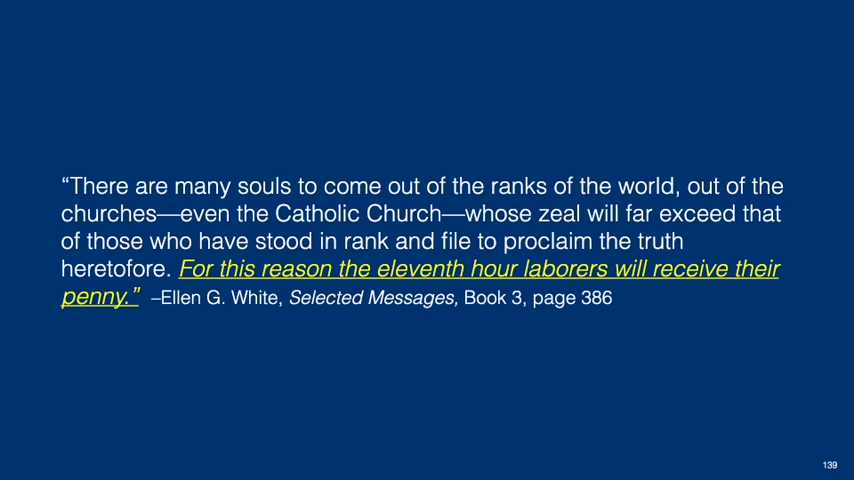 “There are many souls to come out of the ranks of the world, out of the
churches—even the Catholic Church—whose zeal will far exceed that
of those who have stood in rank and file to proclaim the truth
heretofore. For this reason the eleventh hour laborers will receive their
penny.” –Ellen G. White, Selected Messages, Book 3, page 386
139